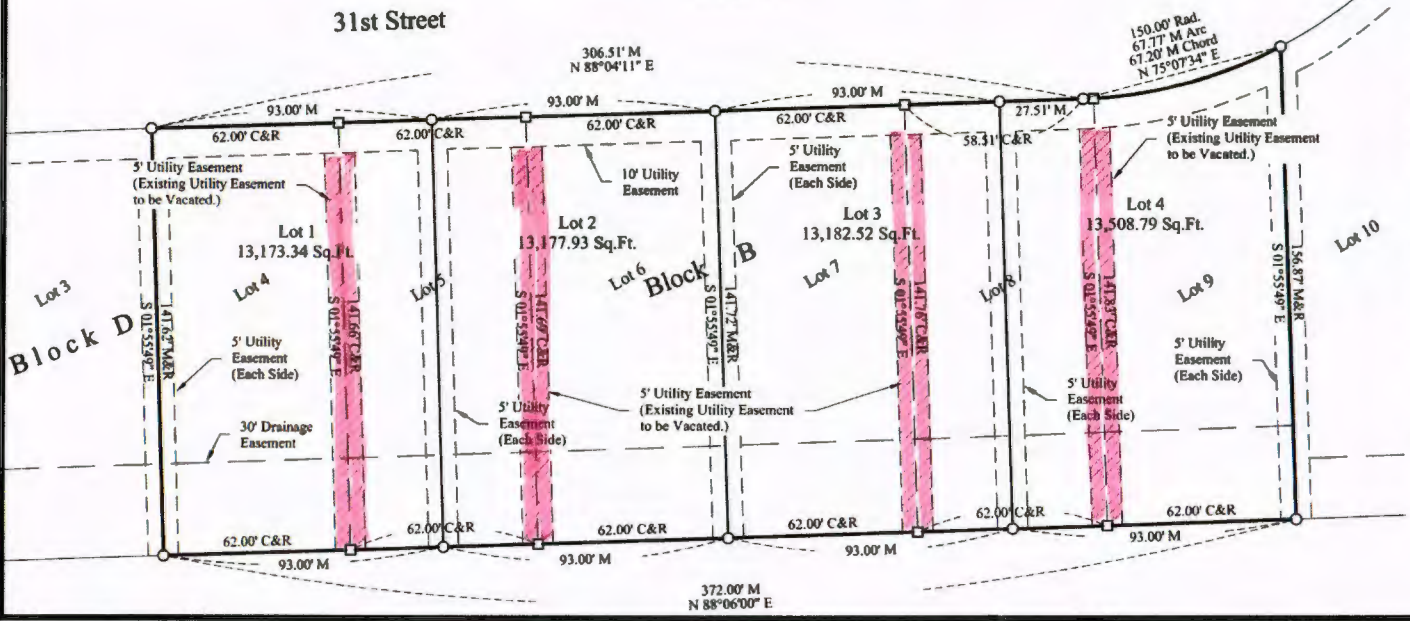 31st Street
306.51' M
N 88°04'11" E
150.00' Rad.
67.77' M Arc
67.20' M Chord
N 75°07'34" E
93.00' M
93.00' M
93.00' M
27.51' M
62.00' C&R
62.00' C&R
62.00' C&R
62.00' C&R
58.51' C&R
5' Utility Easement
(Existing Utility Easement
to be Vacated.)
10' Utility
Easement
5' Utility
Easement
(Each Side)
5' Utility Easement
(Existing Utility Easement
to be Vacated.)
Lot 1
13,173.34 Sq.Ft.
Lot 2
13,177.93 Sq.Ft.
Lot 3
13,182.52 Sq.Ft.
Lot 4
13,508.79 Sq.Ft.
Lot 3
Lot 4
Lot 5
Lot 6
Lot 7
Lot 8
Lot 9
Lot 10
Block D
Block B
141.62' M&R
S 01°55'49" E
141.66' C&R
S 01°55'49" E
141.69' C&R
S 01°55'49" E
141.72' M&R
S 01°55'49" E
141.76' C&R
S 01°55'49" E
141.83' C&R
S 01°55'49" E
156.87' M&R
S 01°55'49" E
5' Utility
Easement
(Each Side)
30' Drainage
Easement
5' Utility
Easement
(Each Side)
5' Utility Easement
(Existing Utility Easement
to be Vacated.)
5' Utility
Easement
(Each Side)
5' Utility
Easement
(Each Side)
62.00' C&R
62.00' C&R
62.00' C&R
62.00' C&R
62.00' C&R
62.00' C&R
93.00' M
93.00' M
93.00' M
93.00' M
372.00' M
N 88°06'00" E